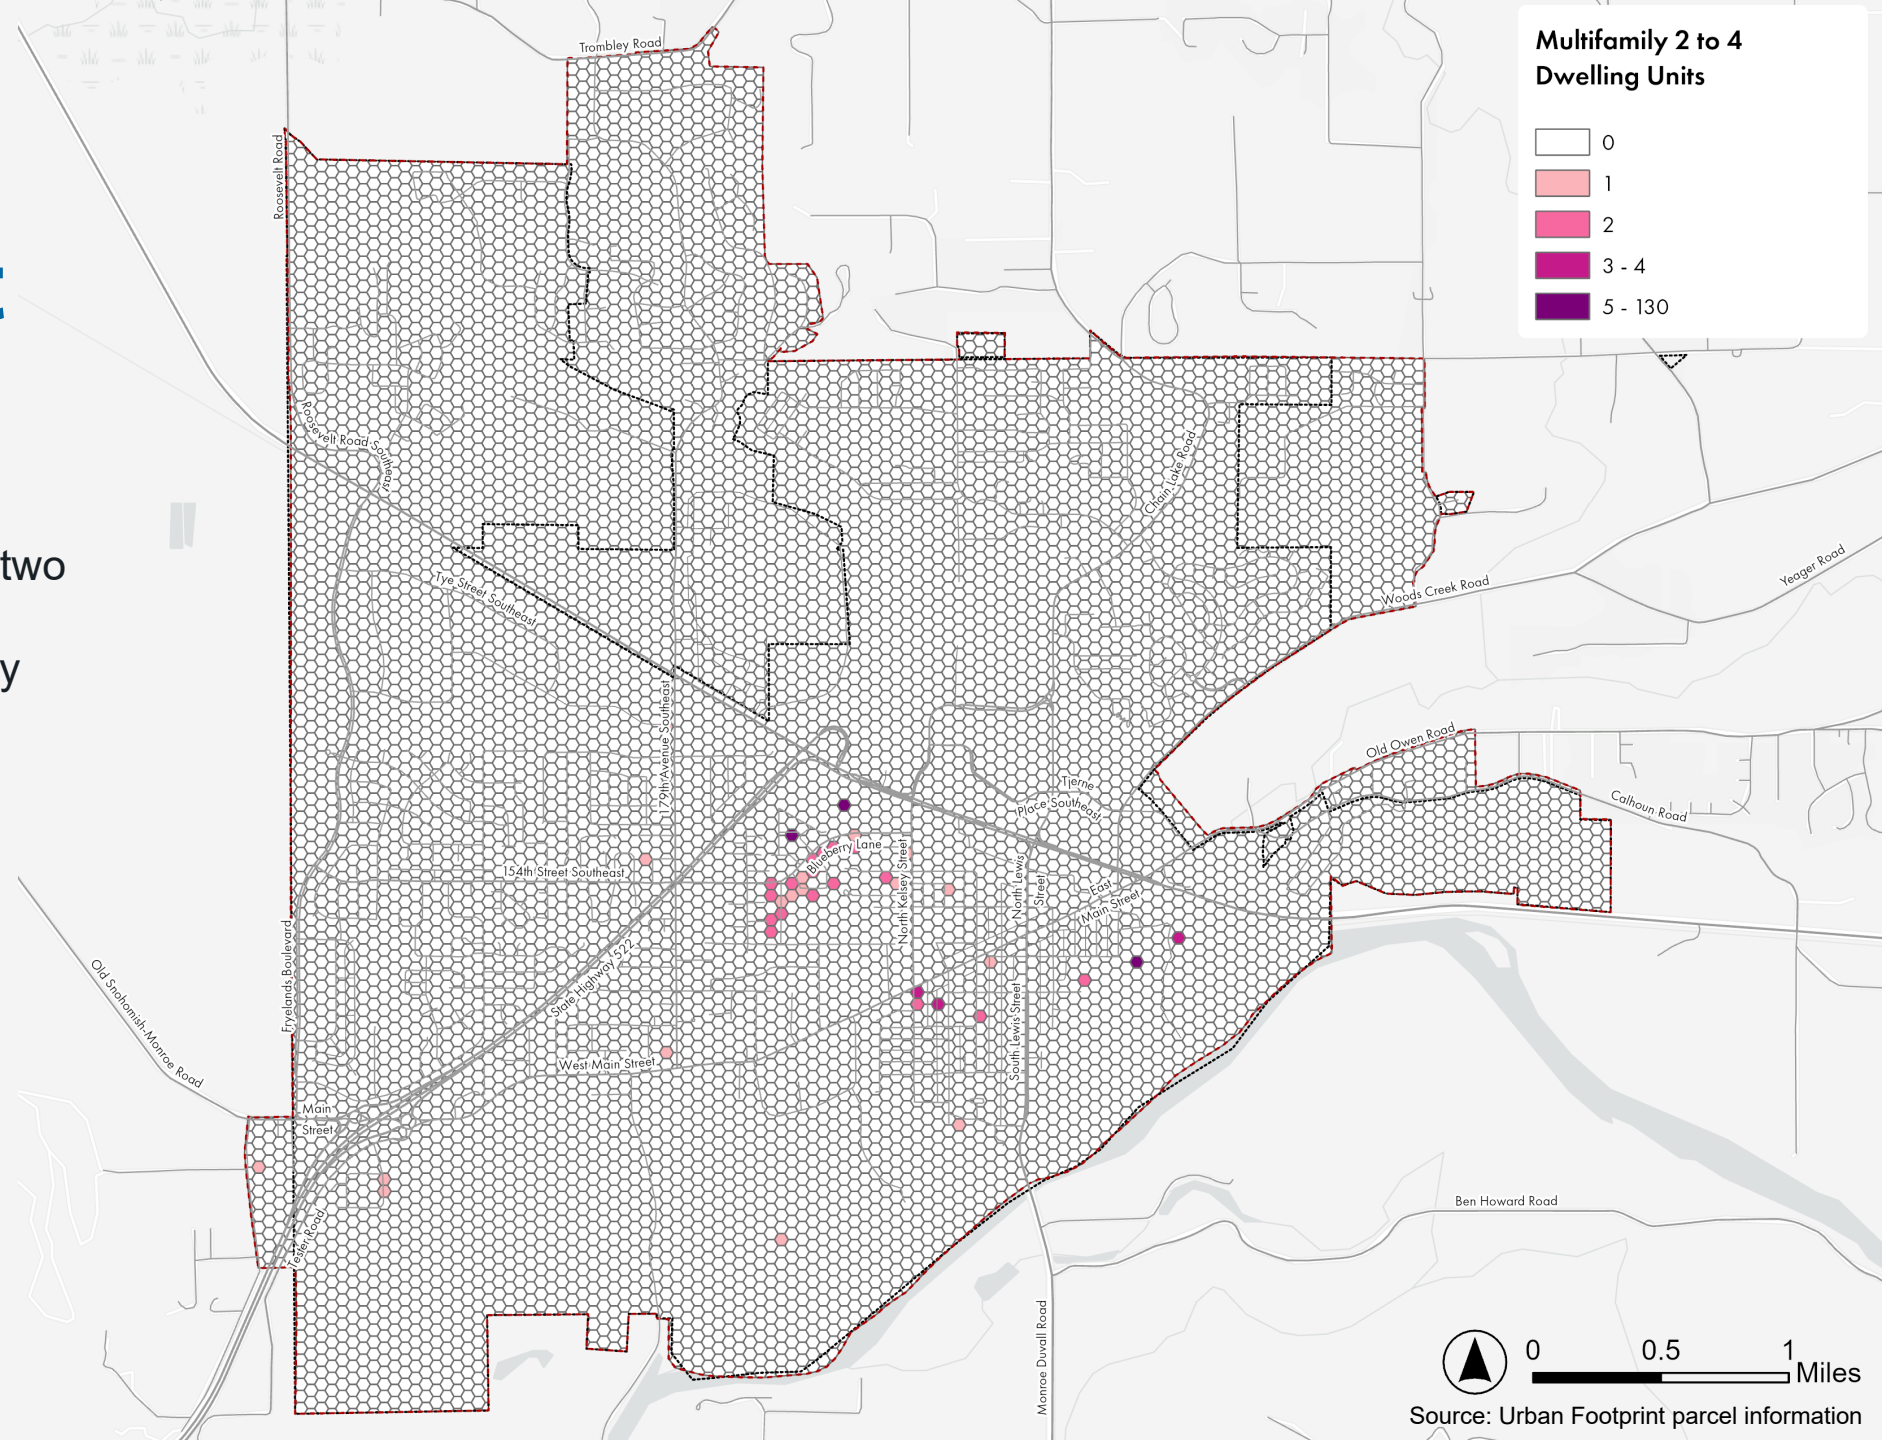 Multifamily 2 to 4
Dwelling Units
0
1
2
3 - 4
5 - 130
two
y
Trombley Road
Roosevelt Road
Roosevelt Road Southeast
Chain Lake Road
Tye Street Southeast
Woods Creek Road
Yeager Road
179th Avenue Southeast
Old Owen Road
Tjerne
Place Southeast
Calhoun Road
Blueberry Lane
154th Street Southeast
North Kelsey Street
North Lewis
Street
East
Main Street
State Highway 522
Fryelands Boulevard
Old Snohomish-Monroe Road
West Main Street
South Lewis Street
Main
Street
Tester Road
Ben Howard Road
Monroe Duvall Road
0 0.5 1
Miles
Source: Urban Footprint parcel information